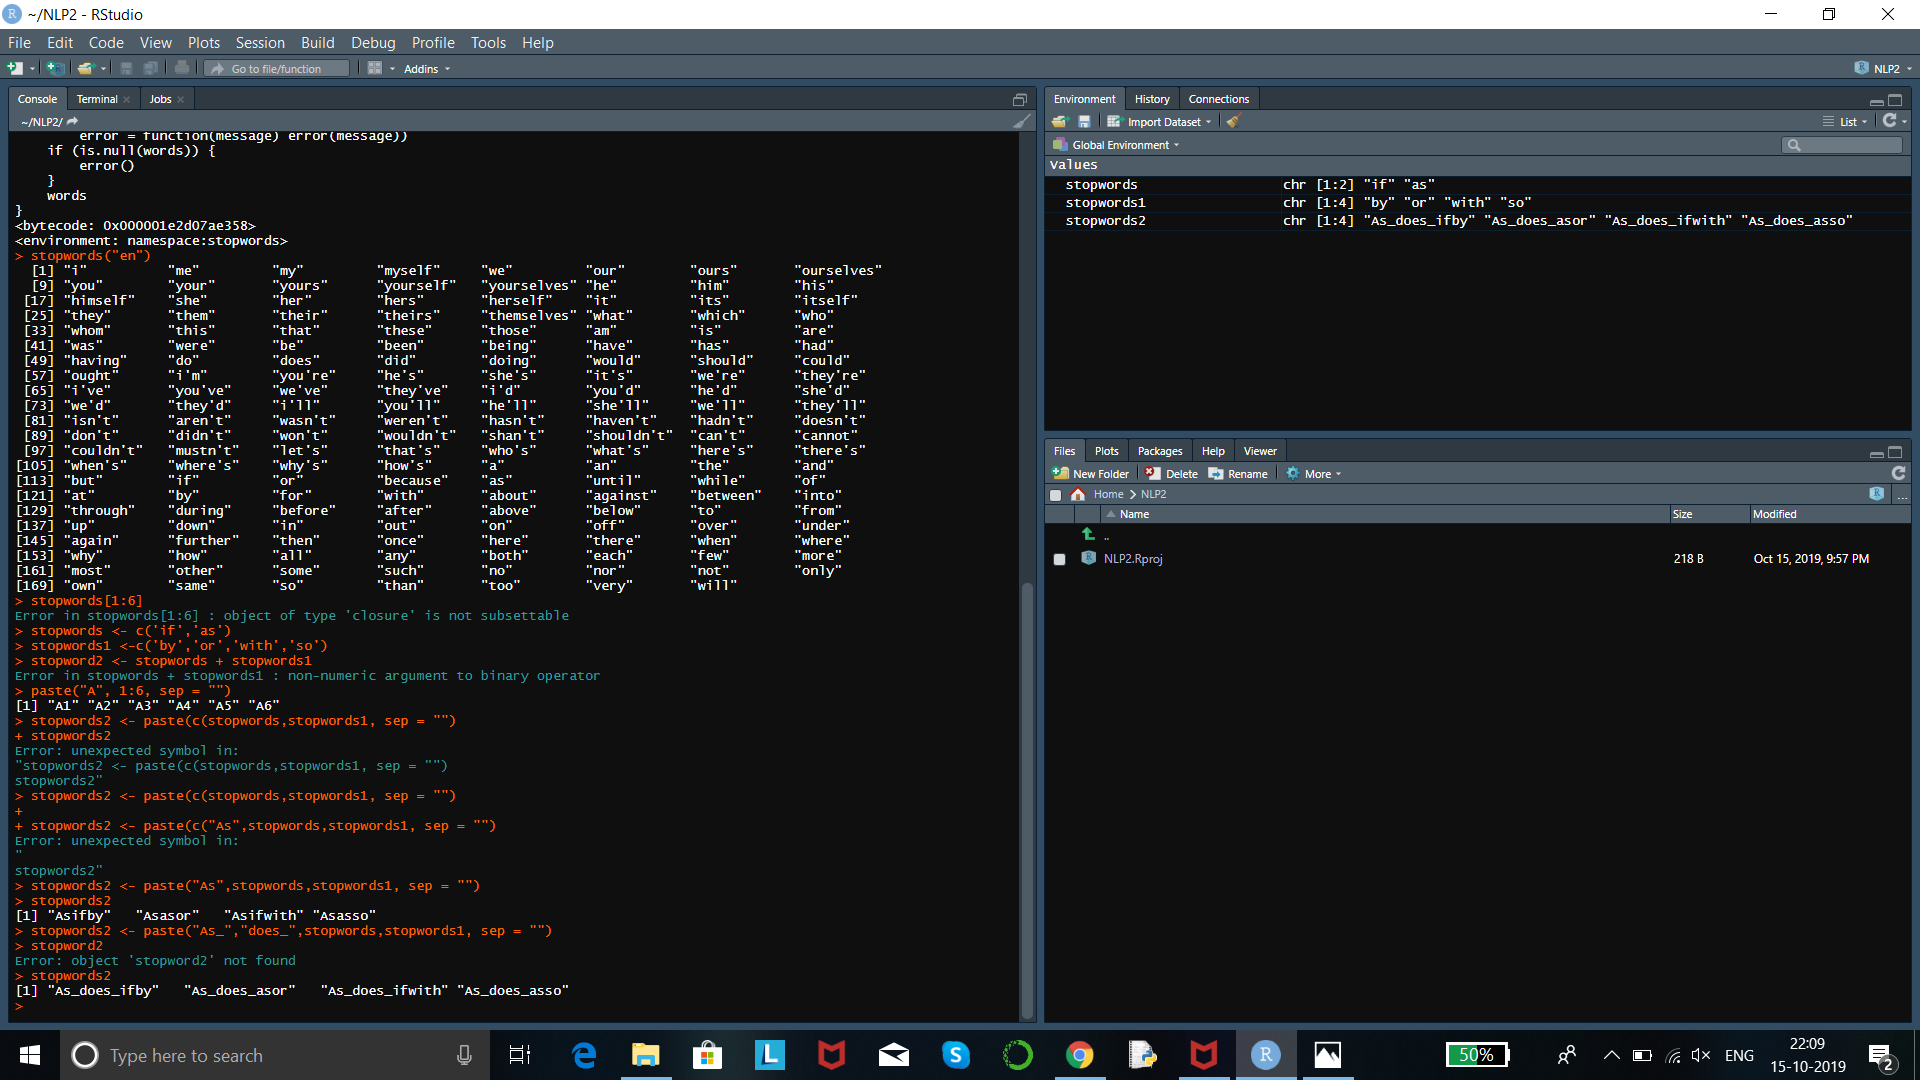 ~/NLP2 - RStudio
File Edit Code View Plots Session Build Debug Profile Tools Help
Go to file/function Addins NLP2
Console Terminal Jobs
~/NLP2/
error = function(message) error(message))
    if (is.null(words)) {
        error()
    }
    words
}
<bytecode: 0x000001e2d07ae358>
<environment: namespace:stopwords>
> stopwords("en")
  [1] "i" "me" "my" "myself" "we" "our" "ours" "ourselves"
  [9] "you" "your" "yours" "yourself" "yourselves" "he" "him" "his"
 [17] "himself" "she" "her" "hers" "herself" "it" "its" "itself"
 [25] "they" "them" "their" "theirs" "themselves" "what" "which" "who"
 [33] "whom" "this" "that" "these" "those" "am" "is" "are"
 [41] "was" "were" "be" "been" "being" "have" "has" "had"
 [49] "having" "do" "does" "did" "doing" "would" "should" "could"
 [57] "ought" "i'm" "you're" "he's" "she's" "it's" "we're" "they're"
 [65] "i've" "you've" "we've" "they've" "i'd" "you'd" "he'd" "she'd"
 [73] "we'd" "they'd" "i'll" "you'll" "he'll" "she'll" "we'll" "they'll"
 [81] "isn't" "aren't" "wasn't" "weren't" "hasn't" "haven't" "hadn't" "doesn't"
 [89] "don't" "didn't" "won't" "wouldn't" "shan't" "shouldn't" "can't" "cannot"
 [97] "couldn't" "mustn't" "let's" "that's" "who's" "what's" "here's" "there's"
[105] "when's" "where's" "why's" "how's" "a" "an" "the" "and"
[113] "but" "if" "or" "because" "as" "until" "while" "of"
[121] "at" "by" "for" "with" "about" "against" "between" "into"
[129] "through" "during" "before" "after" "above" "below" "to" "from"
[137] "up" "down" "in" "out" "on" "off" "over" "under"
[145] "again" "further" "then" "once" "here" "there" "when" "where"
[153] "why" "how" "all" "any" "both" "each" "few" "more"
[161] "most" "other" "some" "such" "no" "nor" "not" "only"
[169] "own" "same" "so" "than" "too" "very" "will"
> stopwords[1:6]
Error in stopwords[1:6] : object of type 'closure' is not subsettable
> stopwords <- c('if','as')
> stopwords1 <-c('by','or','with','so')
> stopword2 <- stopwords + stopwords1
Error in stopwords + stopwords1 : non-numeric argument to binary operator
> paste("A", 1:6, sep = "")
[1] "A1" "A2" "A3" "A4" "A5" "A6"
> stopwords2 <- paste(c(stopwords,stopwords1, sep = "")
+ stopwords2
Error: unexpected symbol in:
"stopwords2 <- paste(c(stopwords,stopwords1, sep = "")
stopwords2"
> stopwords2 <- paste(c(stopwords,stopwords1, sep = "")
+
+ stopwords2 <- paste(c("As",stopwords,stopwords1, sep = "")
Error: unexpected symbol in:
"
stopwords2"
> stopwords2 <- paste("As",stopwords,stopwords1, sep = "")
> stopwords2
[1] "Asifby" "Asasor" "Asifwith" "Asasso"
> stopwords2 <- paste("As_","does_",stopwords,stopwords1, sep = "")
> stopword2
Error: object 'stopword2' not found
> stopwords2
[1] "As_does_ifby" "As_does_asor" "As_does_ifwith" "As_does_asso"
>
Environment History Connections
Import Dataset List
Global Environment
Values
stopwords chr [1:2] "if" "as"
stopwords1 chr [1:4] "by" "or" "with" "so"
stopwords2 chr [1:4] "As_does_ifby" "As_does_asor" "As_does_ifwith" "As_does_asso"
Files Plots Packages Help Viewer
New Folder Delete Rename More
Home NLP2 ...
Name Size Modified
..
NLP2.Rproj 218 B Oct 15, 2019, 9:57 PM
Type here to search 50% ENG 22:09
15-10-2019 2